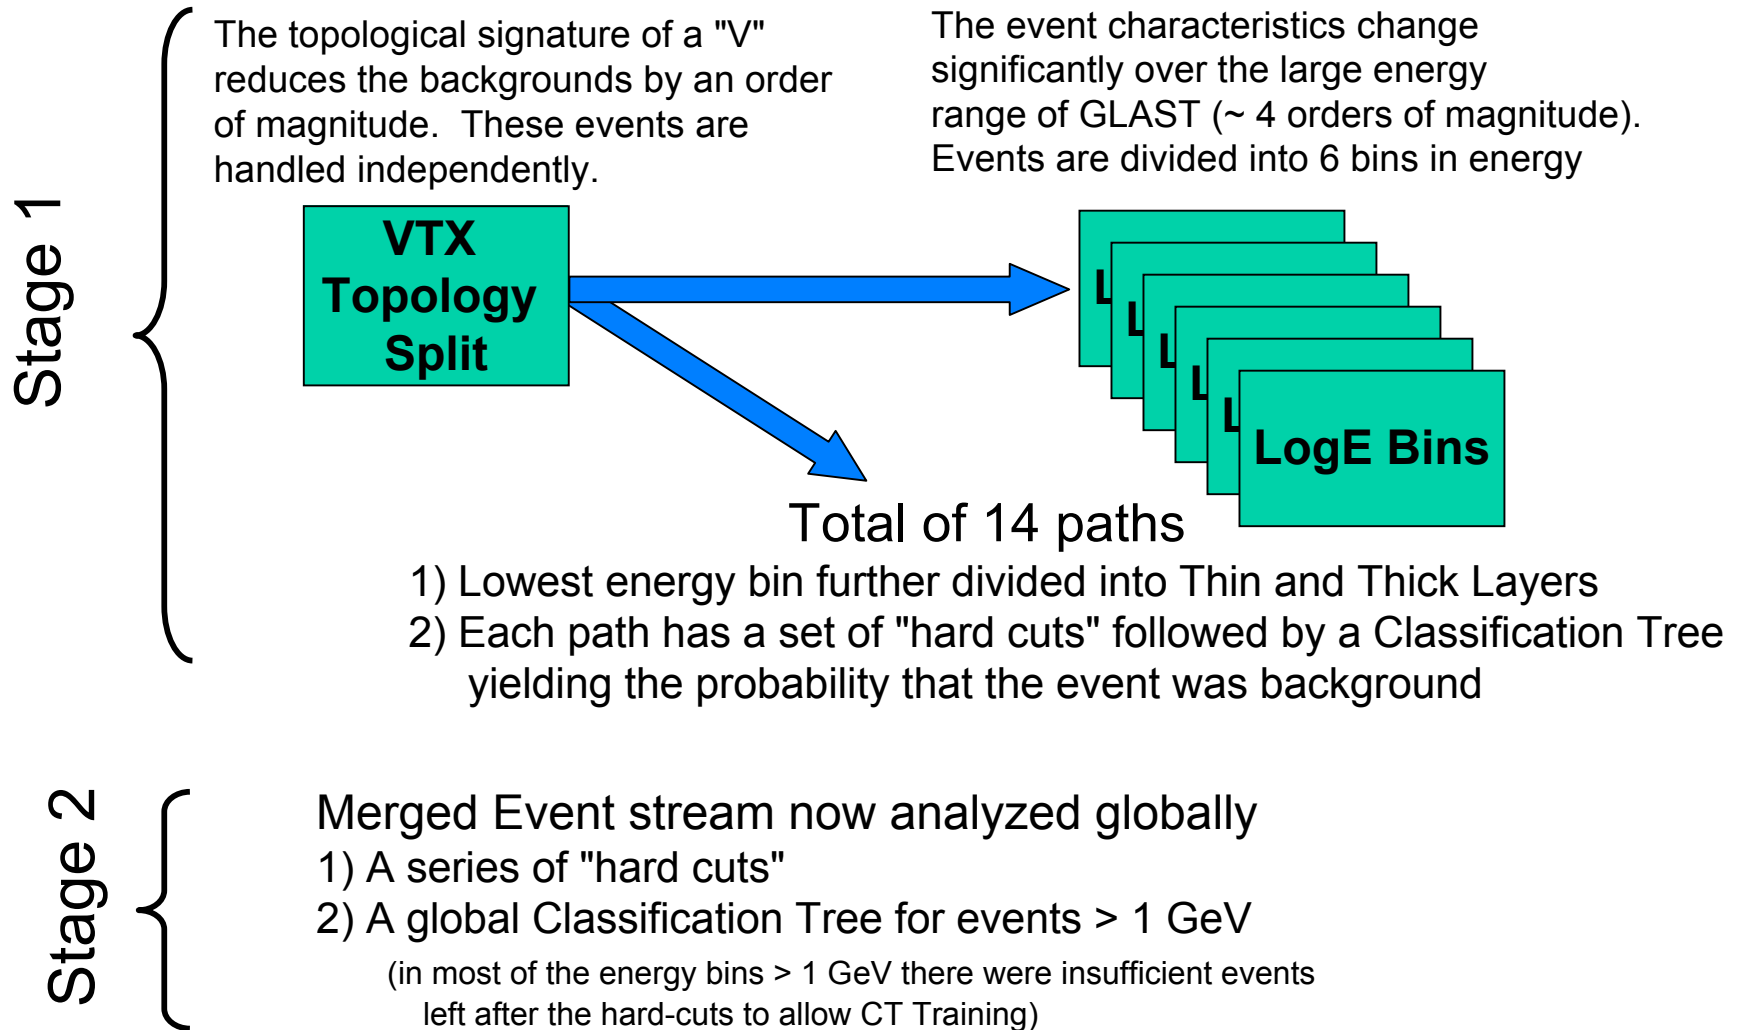 Stage 1
The topological signature of a "V"
reduces the backgrounds by an order
of magnitude.  These events are
handled independently.
The event characteristics change
significantly over the large energy
range of GLAST (~ 4 orders of magnitude).
Events are divided into 6 bins in energy
VTX
Topology
Split
L
L
L
L
L
LogE Bins
Total of 14 paths
1) Lowest energy bin further divided into Thin and Thick Layers
2) Each path has a set of "hard cuts" followed by a Classification Tree
yielding the probability that the event was background
Stage 2
Merged Event stream now analyzed globally
1) A series of "hard cuts"
2) A global Classification Tree for events > 1 GeV
(in most of the energy bins > 1 GeV there were insufficient events
left after the hard-cuts to allow CT Training)